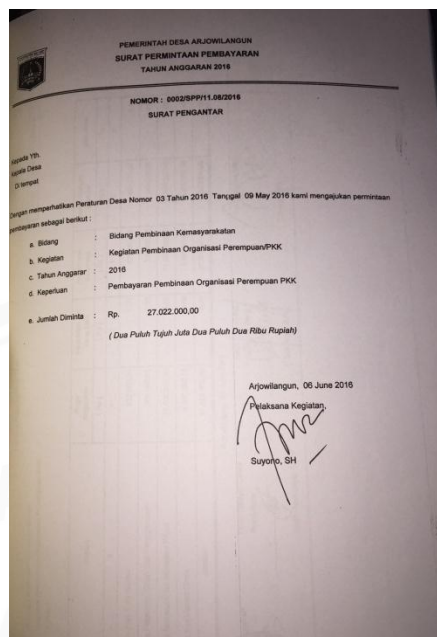 PEMERINTAH DESA ARJOWILANGUN
SURAT PERMINTAAN PEMBAYARAN
TAHUN ANGGARAN 2016
NOMOR : 0002/SPP/11.08/2016
SURAT PENGANTAR
Kepada Yth.
Kepala Desa
Di tempat
Dengan memperhatikan Peraturan Desa Nomor 03 Tahun 2016 Tanggal 09 May 2016 kami mengajukan permintaan
pembayaran sebagai berikut :
a. Bidang : Bidang Pembinaan Kemasyarakatan
b. Kegiatan : Kegiatan Pembinaan Organisasi Perempuan/PKK
c. Tahun Anggaran : 2016
d. Keperluan : Pembayaran Pembinaan Organisasi Perempuan PKK
e. Jumlah Diminta : Rp. 27.022.000,00
( Dua Puluh Tujuh Juta Dua Puluh Dua Ribu Rupiah)
Arjowilangun, 06 June 2016
Pelaksana Kegiatan,
Suyono, SH